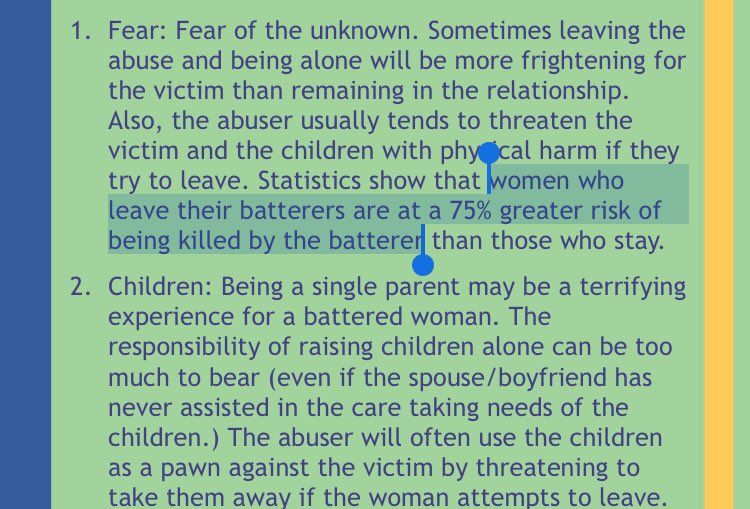 1. Fear: Fear of the unknown. Sometimes leaving the
abuse and being alone will be more frightening for
the victim than remaining in the relationship.
Also, the abuser usually tends to threaten the
victim and the children with physical harm if they
try to leave. Statistics show that women who
leave their batterers are at a 75% greater risk of
being killed by the batterer than those who stay.
2. Children: Being a single parent may be a terrifying
experience for a battered woman. The
responsibility of raising children alone can be too
much to bear (even if the spouse/boyfriend has
never assisted in the care taking needs of the
children.) The abuser will often use the children
as a pawn against the victim by threatening to
take them away if the woman attempts to leave.